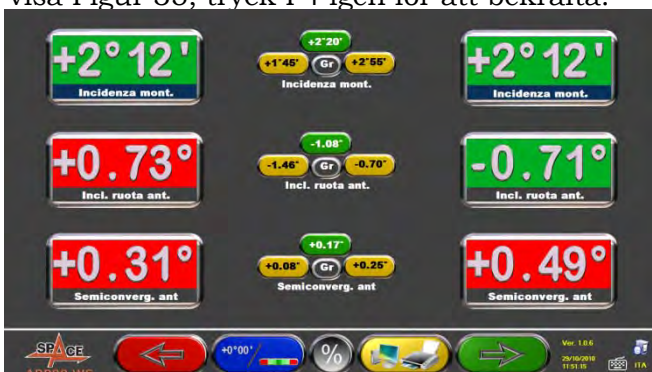 visa Figur 33, tryck F4 igen för att bekräfta.
+2°12' +2°20' +2°12'
+1°45' Gr +2°55'
Incidenza mont. Incidenza mont. Incidenza mont.
+0.73° -1.08° -0.71°
-1.46° Gr -0.70°
Incl. ruota ant. Incl. ruota ant. Incl. ruota ant.
+0.31° +0.17° +0.49°
+0.08° Gr +0.25°
Semiconverg. ant Semiconverg. ant Semiconverg. ant
SPACE +0°00' % Ver. 1.0.6
29/10/2010
11:51.15 ITA